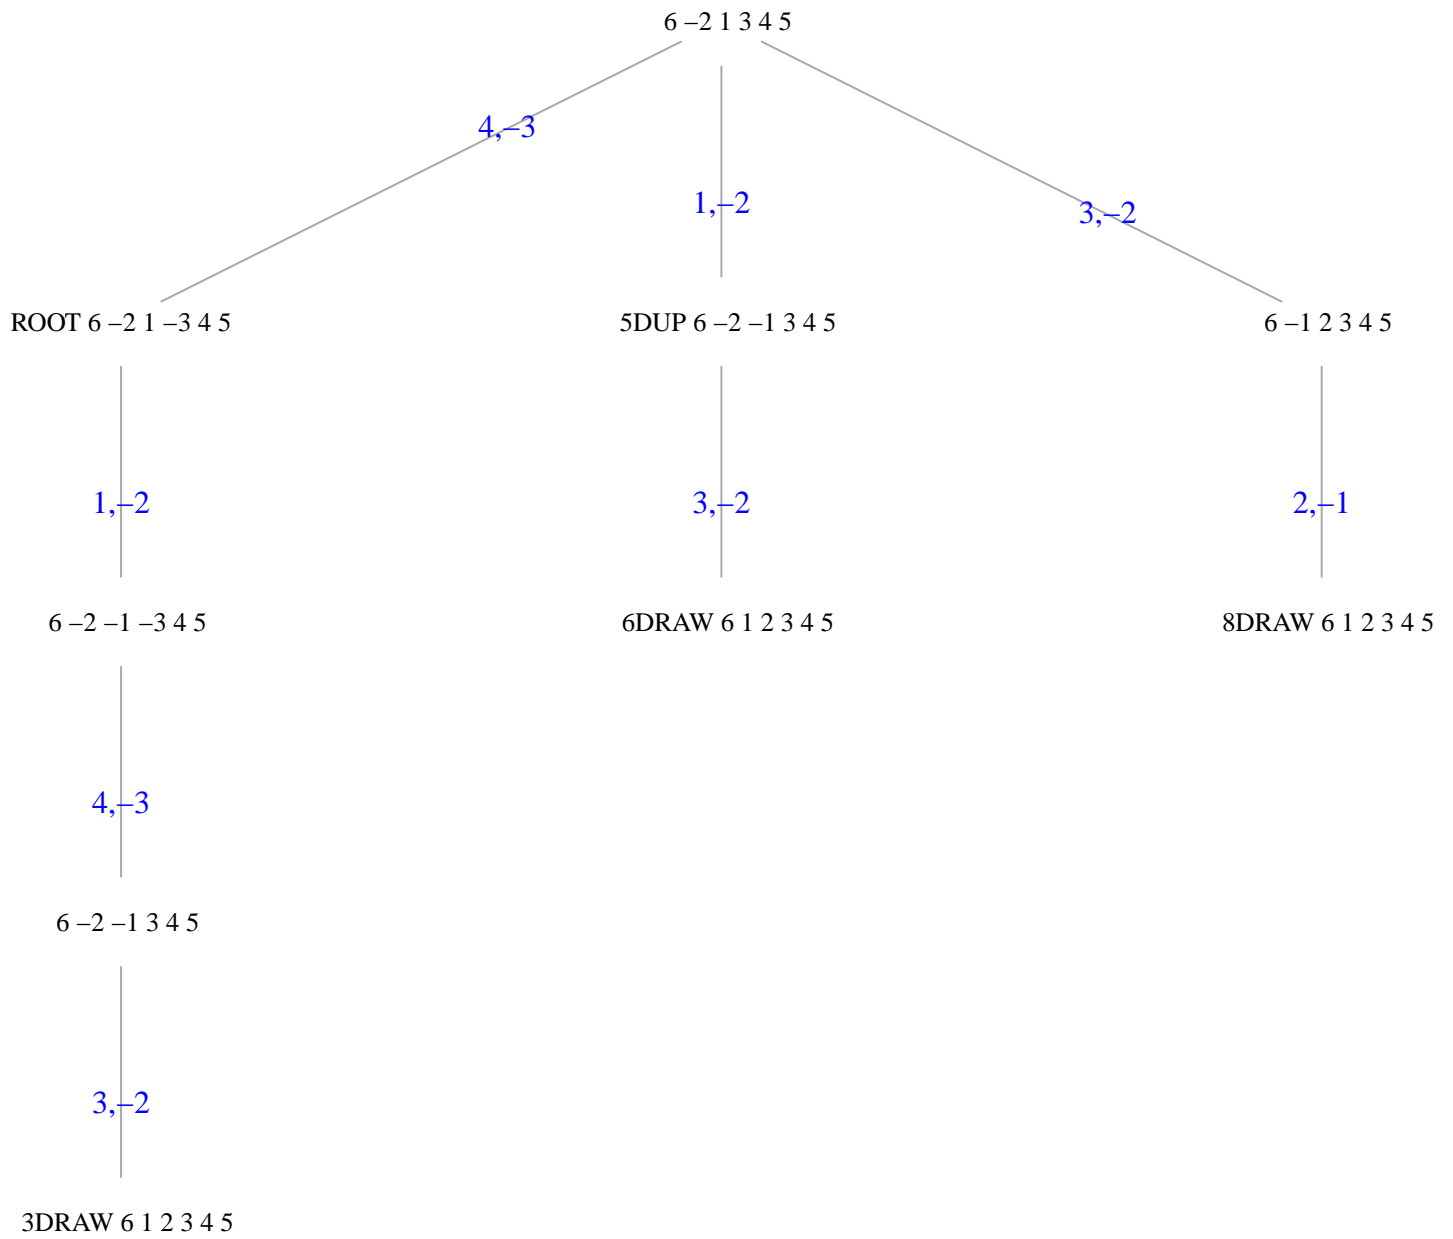 6 –2 1 3 4 5
4,–3
1,–2
3,–2
ROOT 6 –2 1 –3 4 5
5DUP 6 –2 –1 3 4 5
6 –1 2 3 4 5
1,–2
3,–2
2,–1
6 –2 –1 –3 4 5
6DRAW 6 1 2 3 4 5
8DRAW 6 1 2 3 4 5
4,–3
6 –2 –1 3 4 5
3,–2
3DRAW 6 1 2 3 4 5